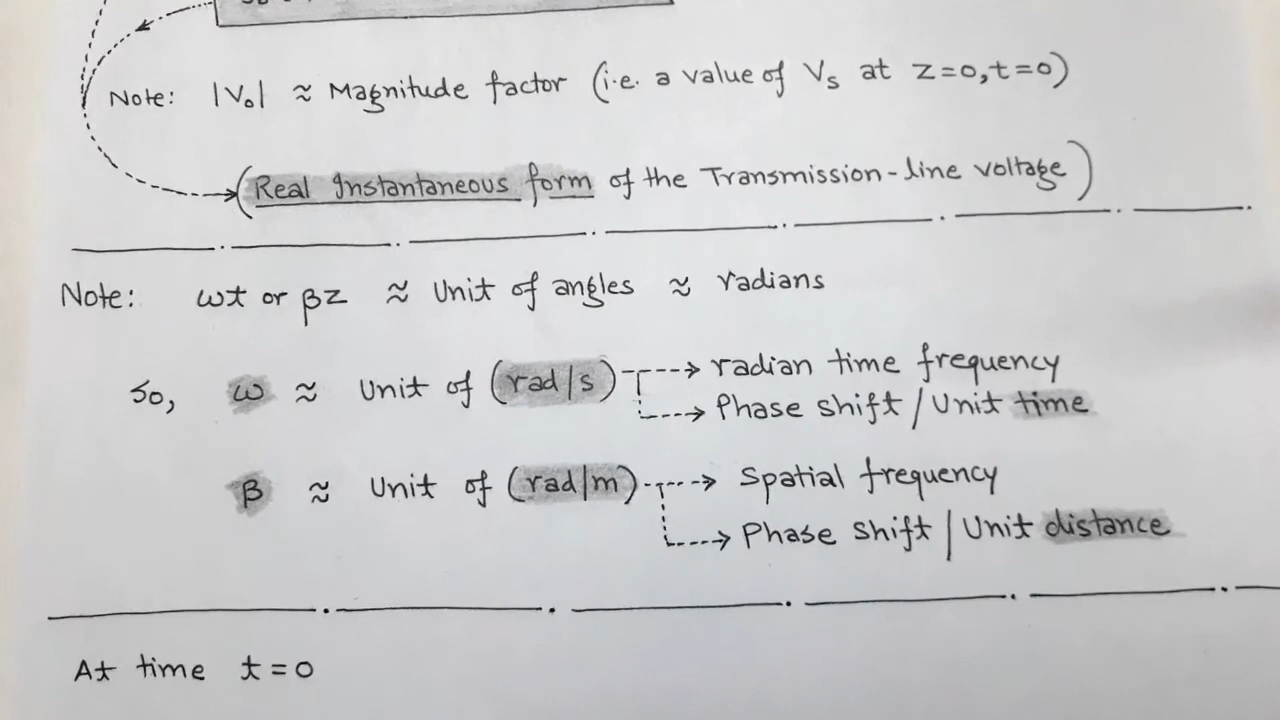 Note: |V₀| ≈ Magnitude factor (i.e. a value of Vₛ at z=0, t=0)
(Real Instantaneous form of the Transmission-line voltage)
Note: ωt or βz ≈ Unit of angles ≈ radians
So, ω ≈ Unit of (rad/s) → radian time frequency
→ Phase shift / Unit time
β ≈ Unit of (rad/m) → Spatial frequency
→ Phase shift / Unit distance
At time t=0